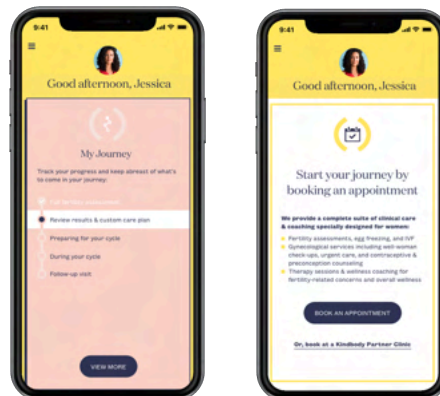 9:41
Good afternoon, Jessica
My Journey
Track your progress and keep abreast of what's
to come in your journey:
Full fertility assessment
Review results & custom care plan
Preparing for your cycle
During your cycle
Follow-up visit
VIEW MORE
9:41
Good afternoon, Jessica
Start your journey by
booking an appointment
We provide a complete suite of clinical care
& coaching specially designed for women:
Fertility assessments, egg freezing, and IVF
Gynecological services including well-woman
check-ups, urgent care, and contraceptive &
preconception counseling
Therapy sessions & wellness coaching for
fertility-related concerns and overall wellness
BOOK AN APPOINTMENT
Or, book at a Kindbody Partner Clinic